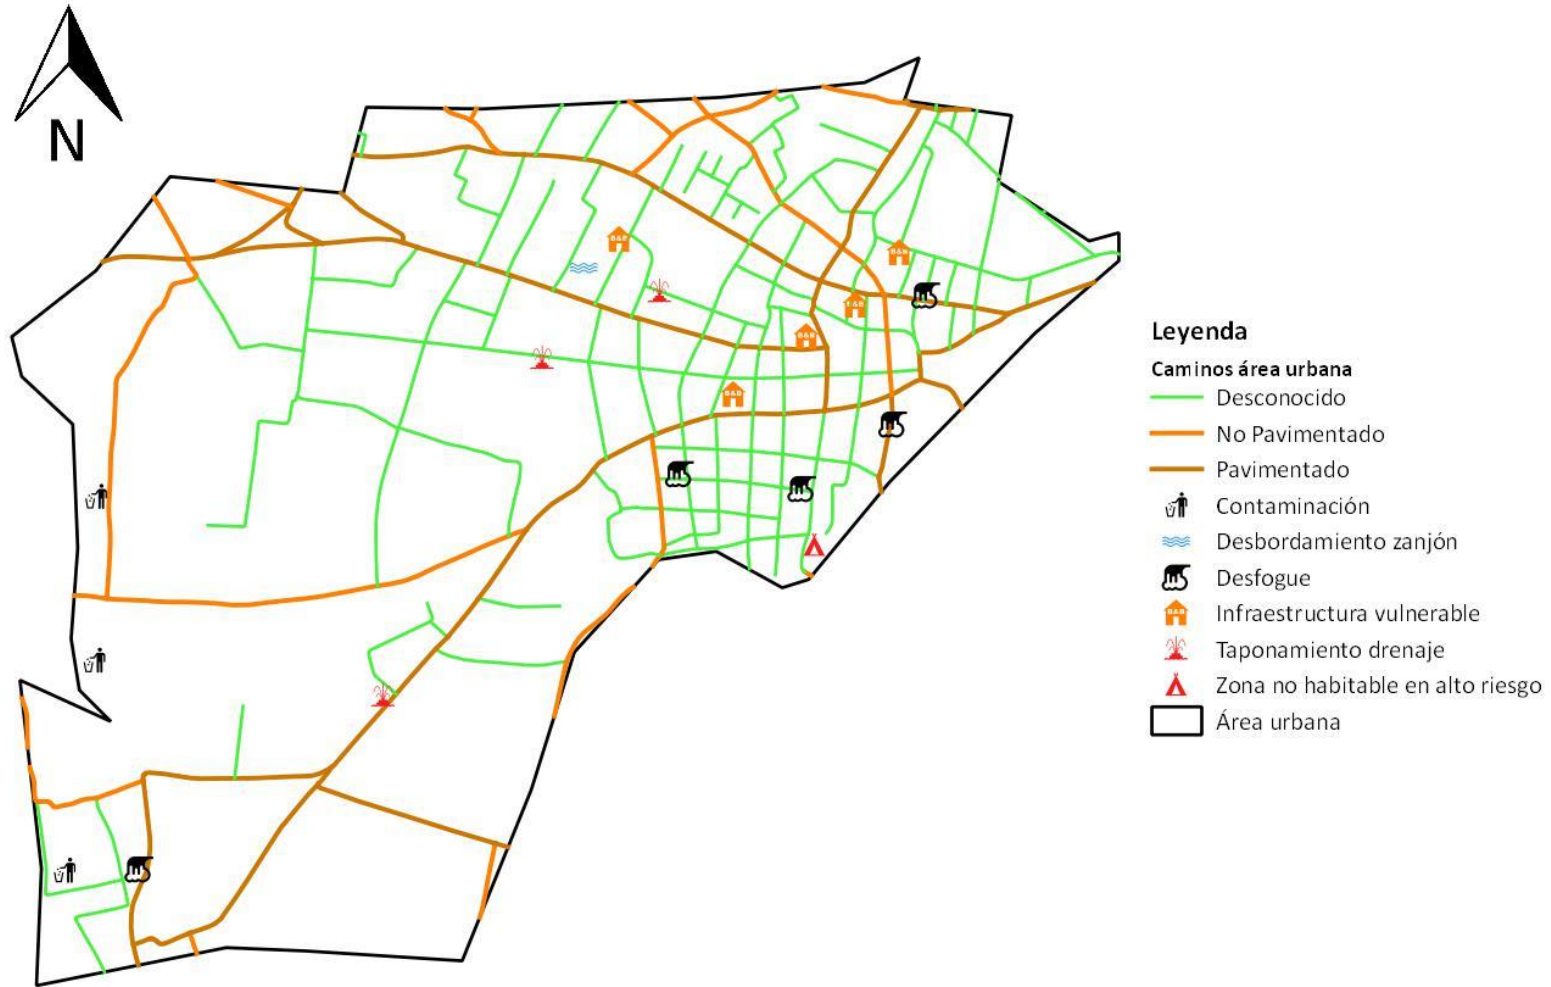 N
Leyenda
Caminos área urbana
Desconocido
No Pavimentado
Pavimentado
Contaminación
Desbordamiento zanjón
Desfogue
Infraestructura vulnerable
Taponamiento drenaje
Zona no habitable en alto riesgo
Área urbana